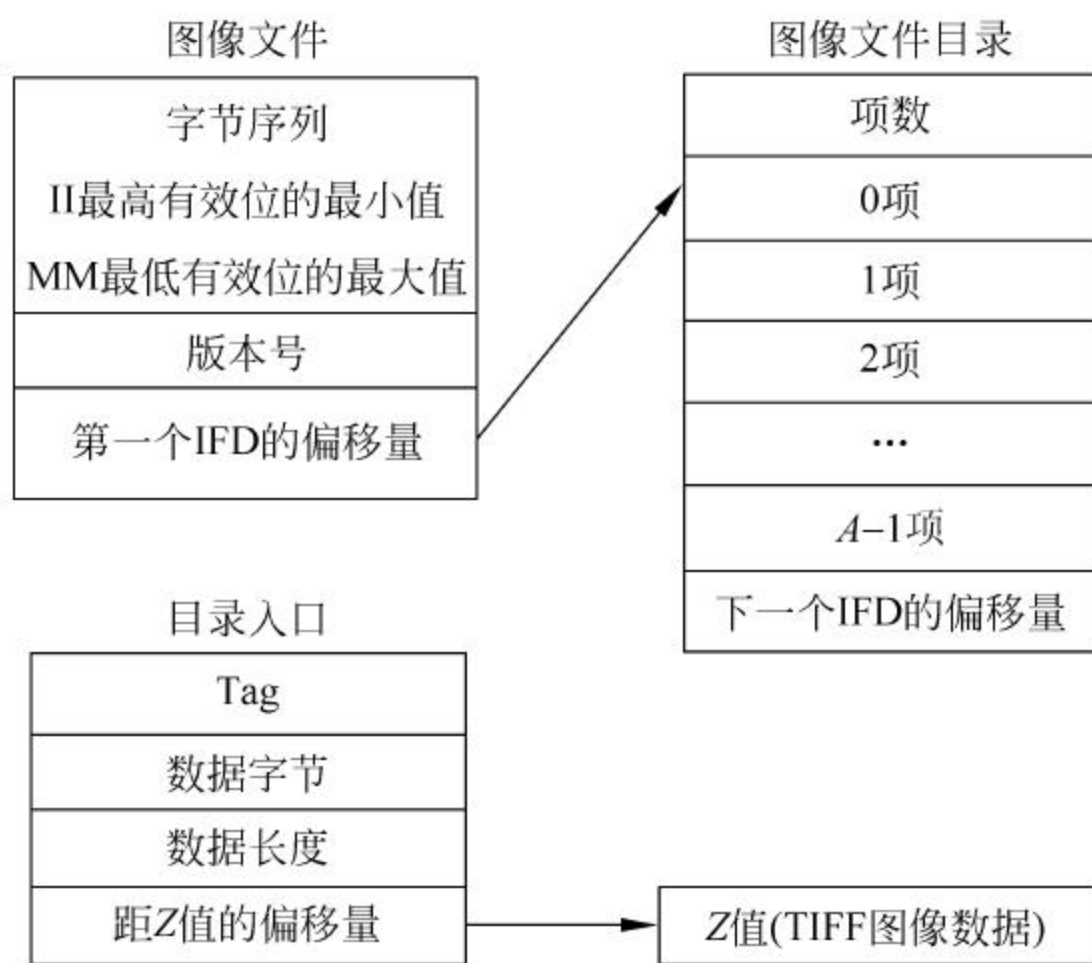 图像文件
字节序列
II最高有效位的最小值
MM最低有效位的最大值
版本号
第一个IFD的偏移量
图像文件目录
项数
0项
1项
2项
…
A–1项
下一个IFD的偏移量
目录入口
Tag
数据字节
数据长度
距Z值的偏移量
Z值(TIFF图像数据)